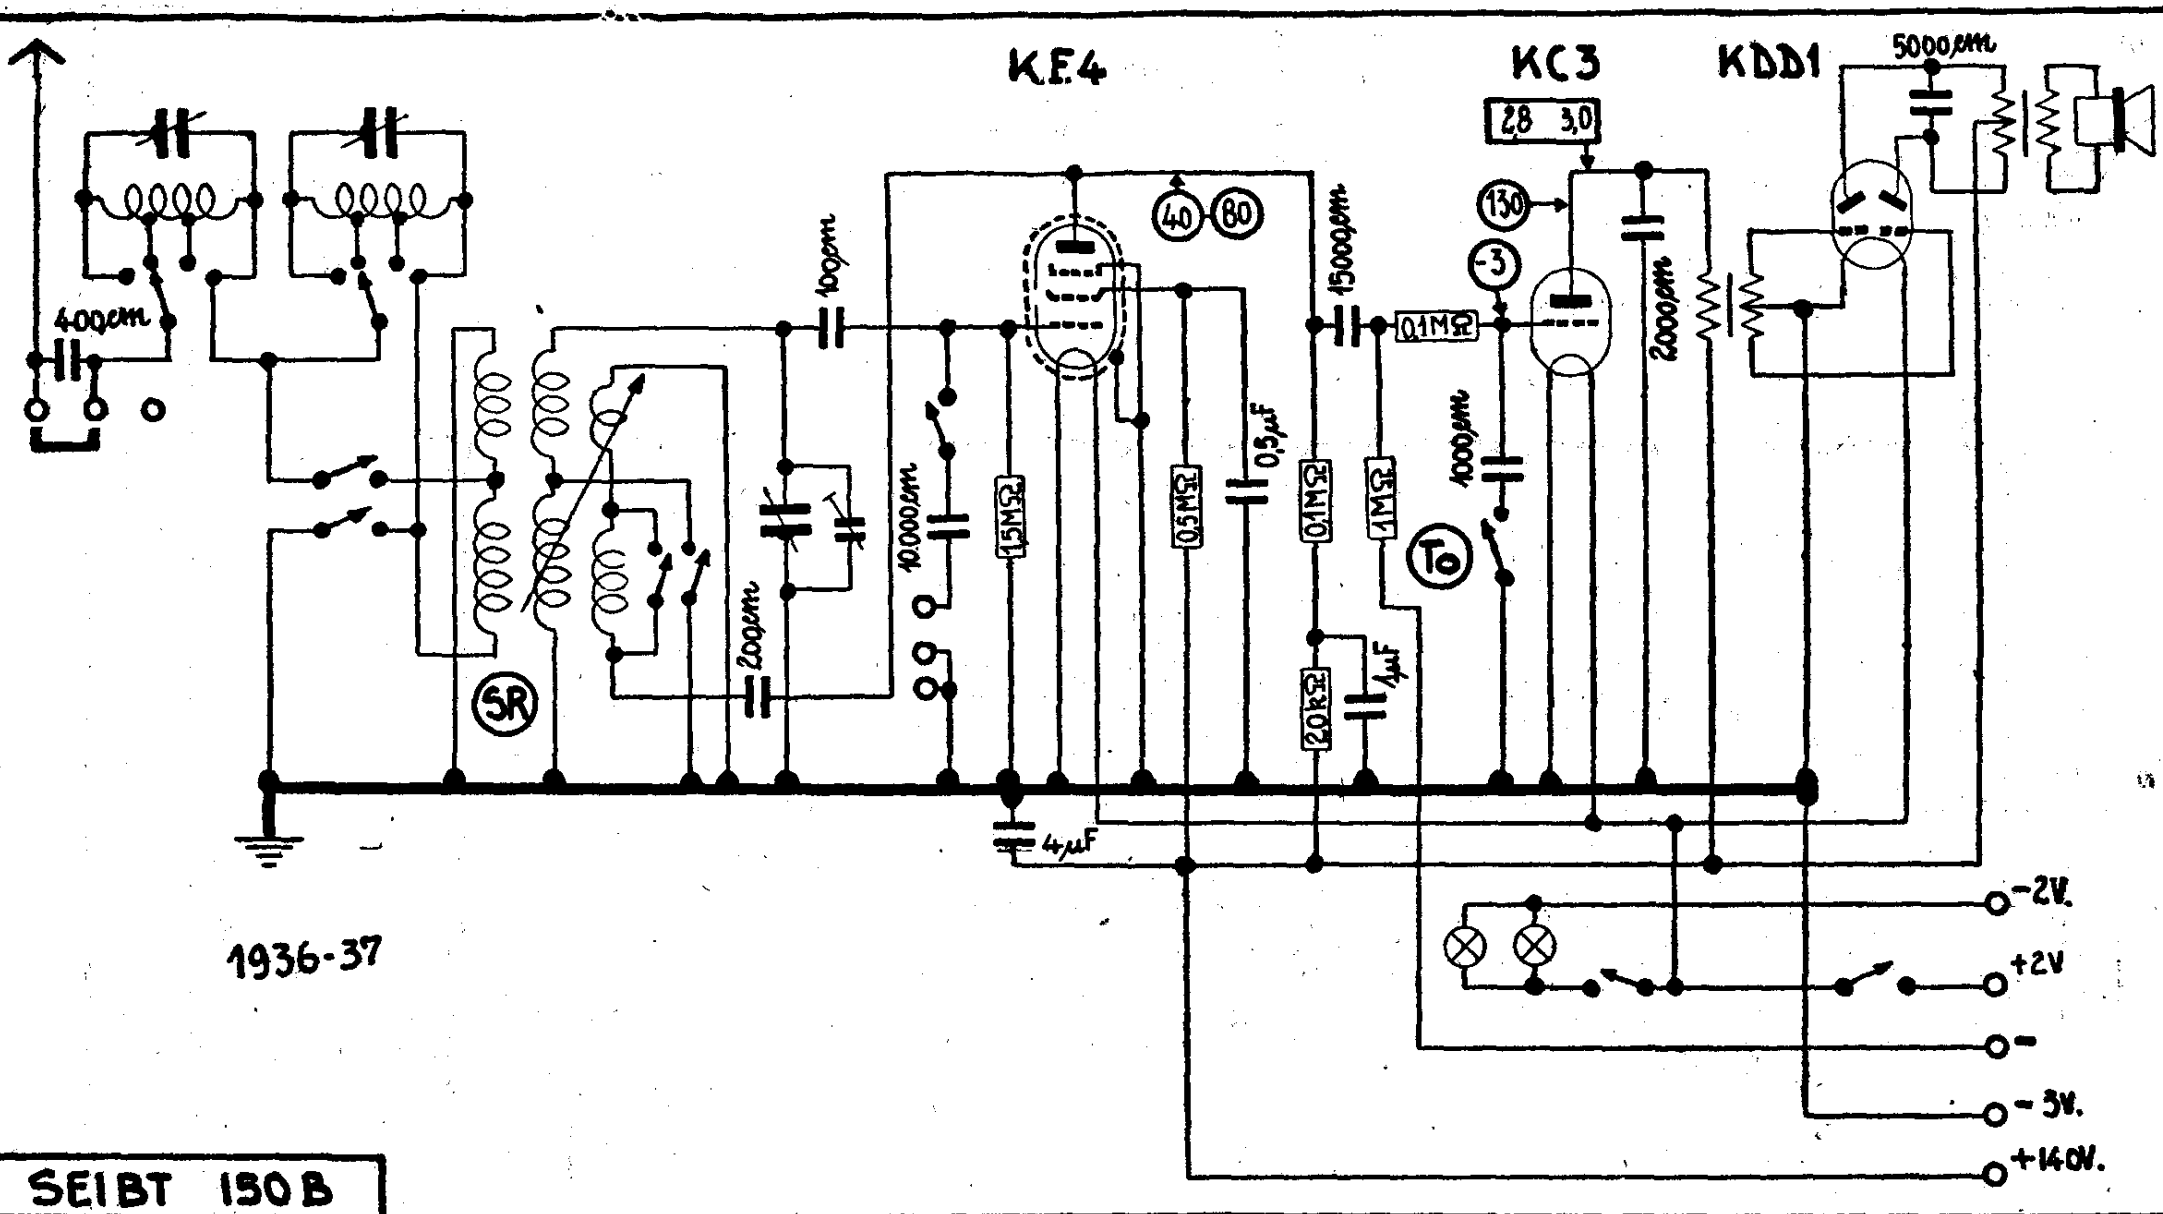 KF4
KC3
KDD1
5000cm
28 3,0
40
80
130
-3
100cm
15000cm
2000cm
400cm
0,1MΩ
1000cm
0,5µF
10.000cm
1,5MΩ
0,5MΩ
0,1MΩ
1MΩ
To
200cm
SR
20kΩ
1µF
4µF
-2V.
+2V
-
-3V.
+140V.
1936-37
SEIBT 150B